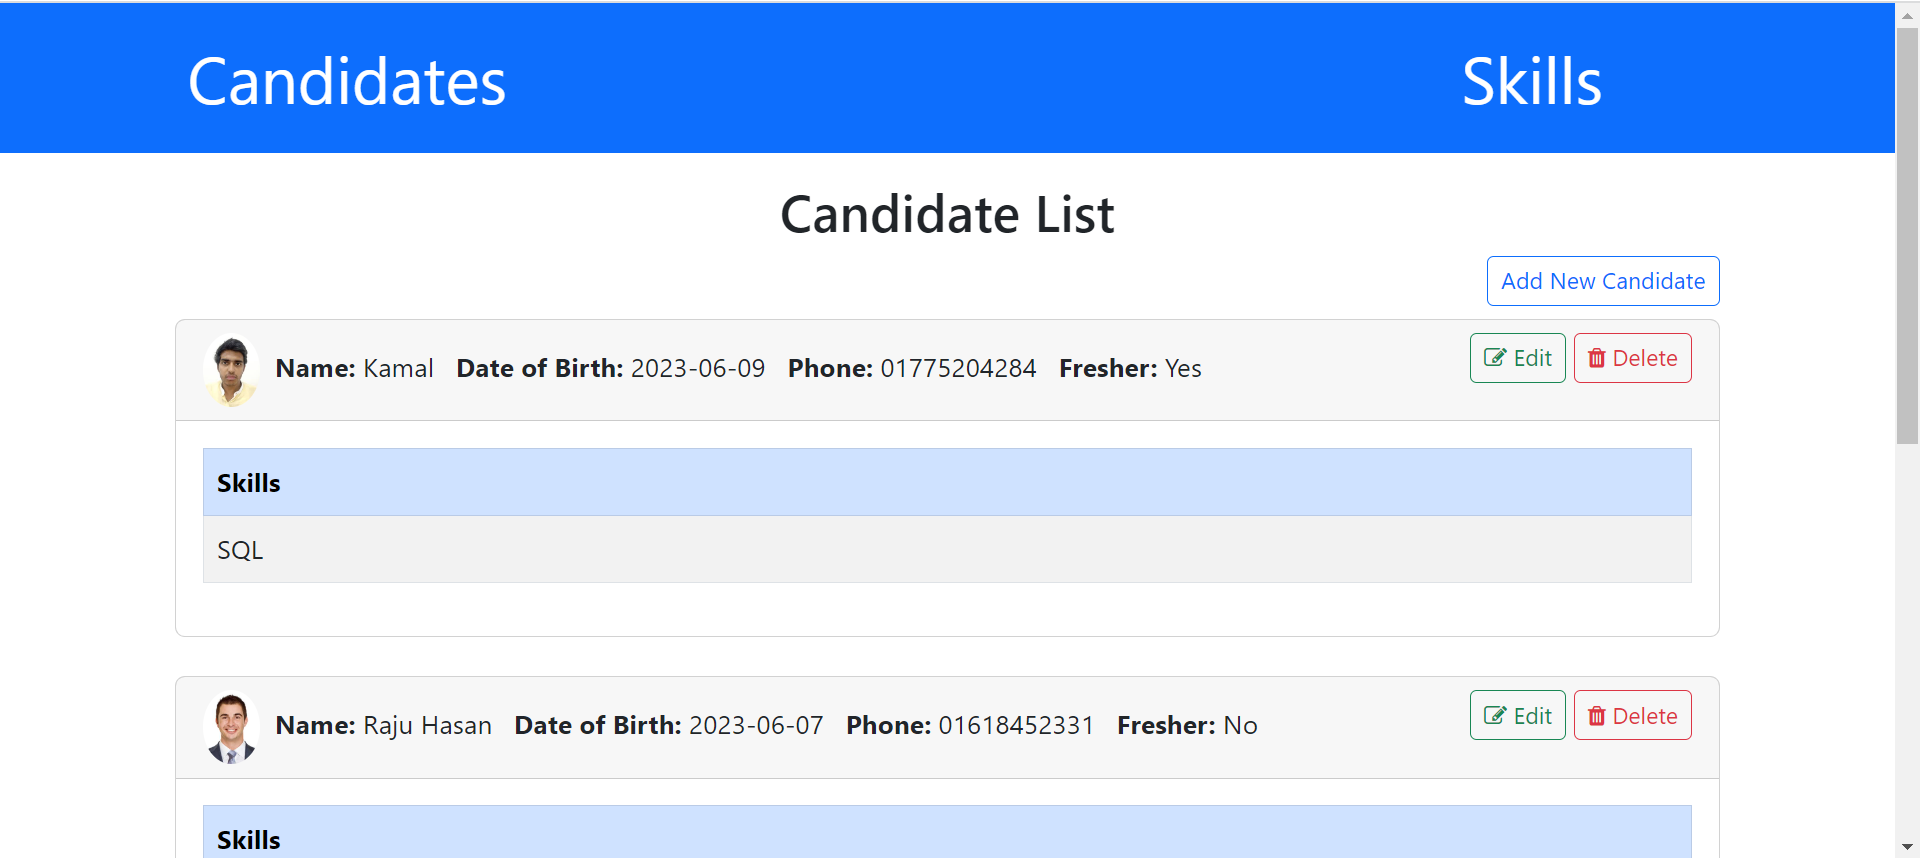 Candidates Skills
Candidate List
Add New Candidate
Name: Kamal Date of Birth: 2023-06-09 Phone: 01775204284 Fresher: Yes Edit Delete
Skills
SQL
Name: Raju Hasan Date of Birth: 2023-06-07 Phone: 01618452331 Fresher: No Edit Delete
Skills